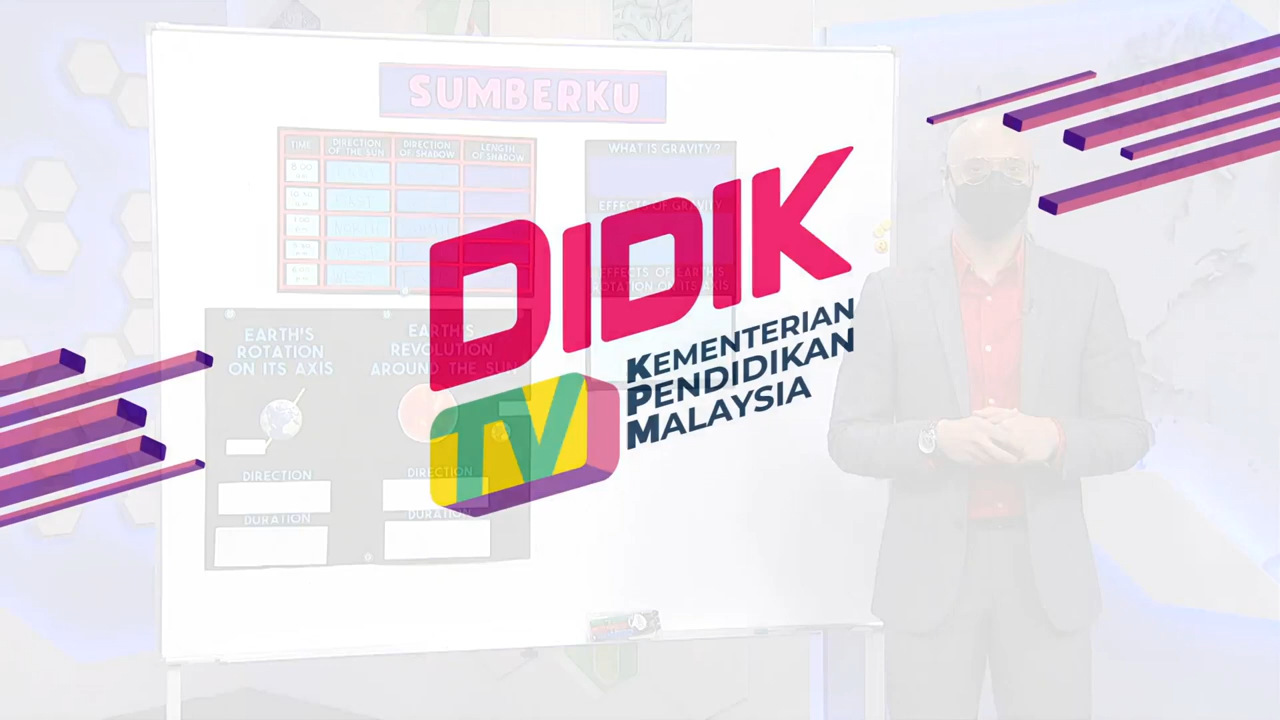 SUMBERKU
TIME
DIRECTION OF THE SUN
DIRECTION OF SHADOW
LENGTH OF SHADOW
WHAT IS GRAVITY?
EFFECTS OF GRAVITY
EFFECTS OF EARTH'S
ROTATION ON ITS AXIS
DIDIK
TV
KEMENTERIAN
PENDIDIKAN
MALAYSIA
EARTH'S
ROTATION
ON ITS AXIS
DIRECTION
DURATION
EARTH'S
REVOLUTION
AROUND THE SUN
DIRECTION
DURATION